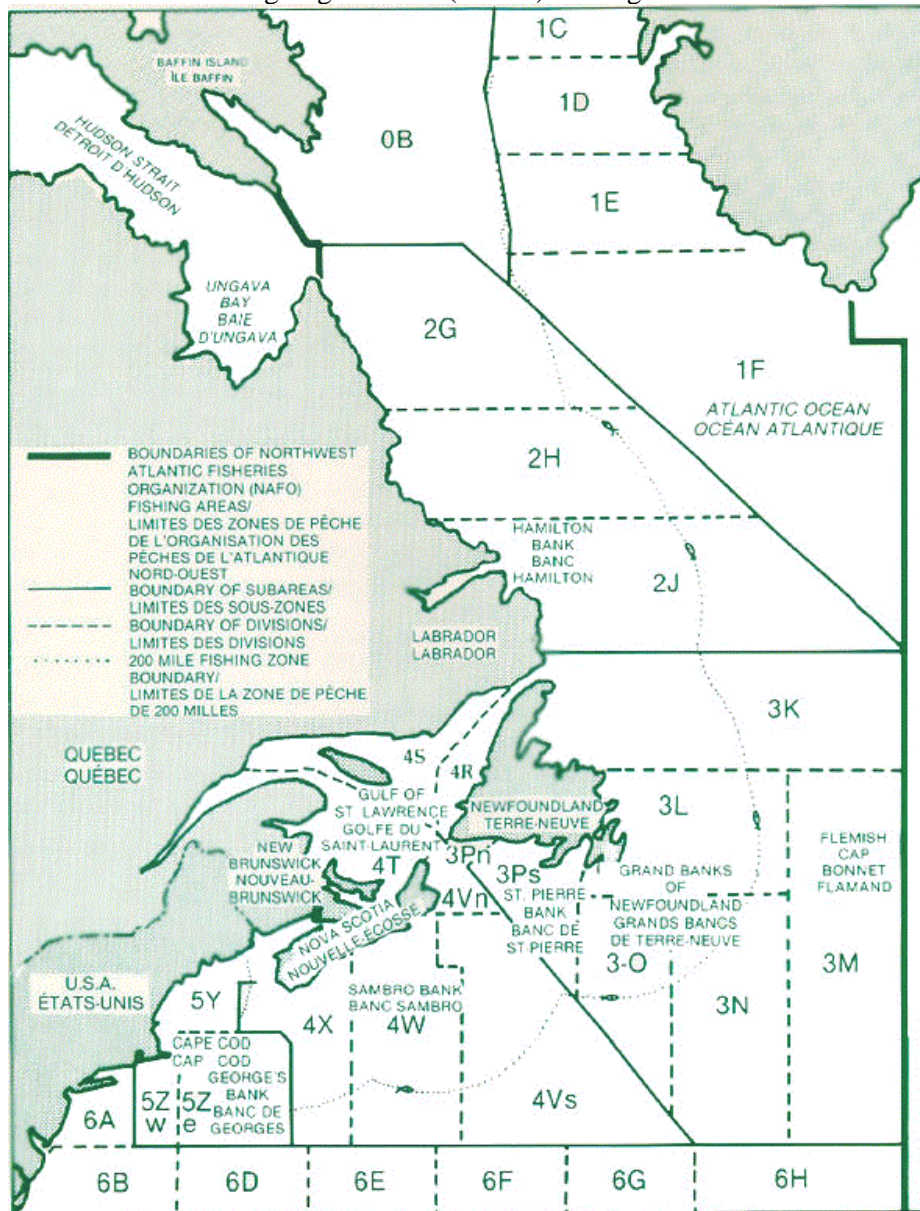 1C
BAFFIN ISLAND
ÎLE BAFFIN
1D
HUDSON STRAIT
DÉTROIT D'HUDSON
0B
1E
UNGAVA
BAY
BAIE
D'UNGAVA
2G
1F
ATLANTIC OCEAN
OCÉAN ATLANTIQUE
BOUNDARIES OF NORTHWEST
ATLANTIC FISHERIES
ORGANIZATION (NAFO)
FISHING AREAS/
LIMITES DES ZONES DE PÊCHE
DE L'ORGANISATION DES
PÊCHES DE L'ATLANTIQUE
NORD-OUEST
BOUNDARY OF SUBAREAS/
LIMITES DES SOUS-ZONES
BOUNDARY OF DIVISIONS/
LIMITES DES DIVISIONS
200 MILE FISHING ZONE
BOUNDARY/
LIMITES DE LA ZONE DE PÊCHE
DE 200 MILLES
2H
HAMILTON
BANK
BANC
HAMILTON
2J
LABRADOR
LABRADOR
3K
QUEBEC
QUÉBEC
4S
4R
GULF OF
ST. LAWRENCE
GOLFE DU
SAINT-LAURENT
NEWFOUNDLAND
TERRE-NEUVE
3L
FLEMISH
CAP
BONNET
FLAMAND
NEW
BRUNSWICK
NOUVEAU-
BRUNSWICK
4T
3Pn
3Ps
4Vn
ST. PIERRE
BANK
BANC DE
ST-PIERRE
GRAND BANKS
OF
NEWFOUNDLAND
GRANDS BANCS
DE TERRE-NEUVE
NOVA SCOTIA
NOUVELLE-ÉCOSSE
3-O
3N
3M
U.S.A.
ÉTATS-UNIS
5Y
4X
SAMBRO BANK
BANC SAMBRO
4W
CAPE COD
CAP COD
GEORGE'S
BANK
BANC DE
GEORGES
6A
5Z
w
5Z
e
4Vs
6B
6D
6E
6F
6G
6H